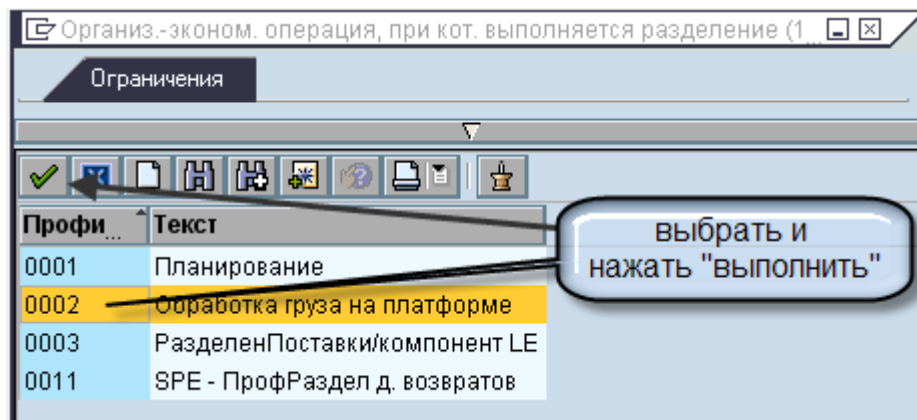 Организ.-эконом. операция, при кот. выполняется разделение (1...
Ограничения
Профи...
Текст
0001 Планирование
0002 Обработка груза на платформе
0003 РазделенПоставки/компонент LE
0011 SPE - ПрофРаздел д. возвратов
выбрать и
нажать "выполнить"